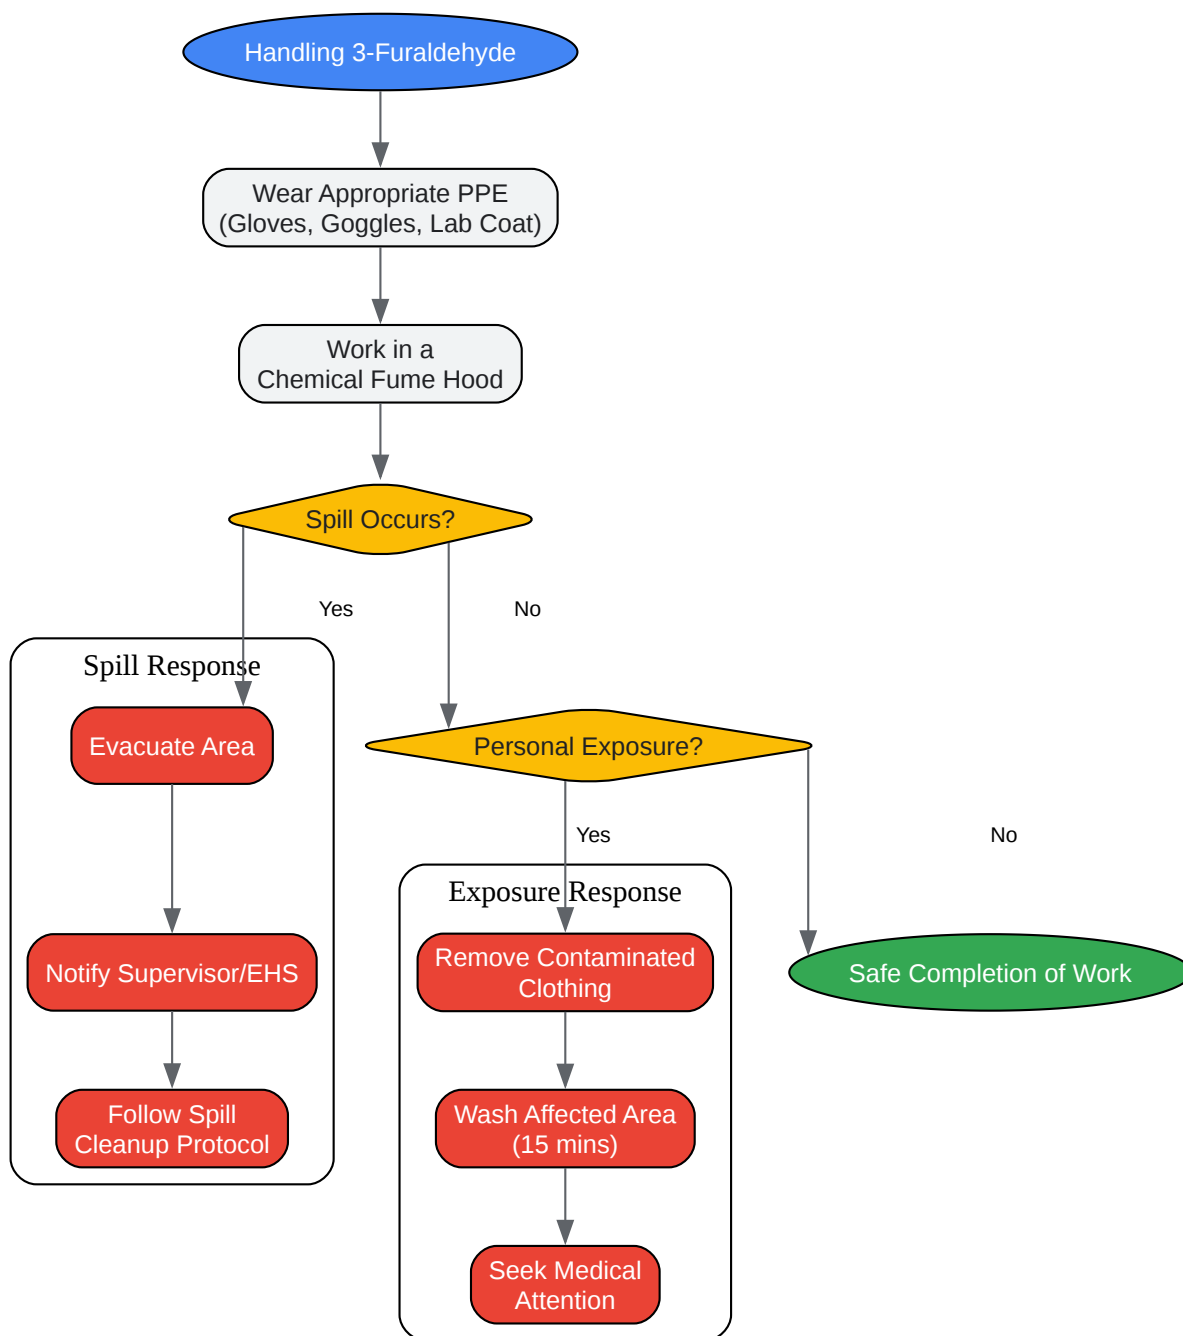 Handling 3-Furaldehyde
Wear Appropriate PPE
(Gloves, Goggles, Lab Coat)
Work in a
Chemical Fume Hood
Spill Occurs?
Yes
No
Spill Response
Evacuate Area
Notify Supervisor/EHS
Follow Spill
Cleanup Protocol
Personal Exposure?
Yes
No
Exposure Response
Remove Contaminated
Clothing
Wash Affected Area
(15 mins)
Seek Medical
Attention
Safe Completion of Work